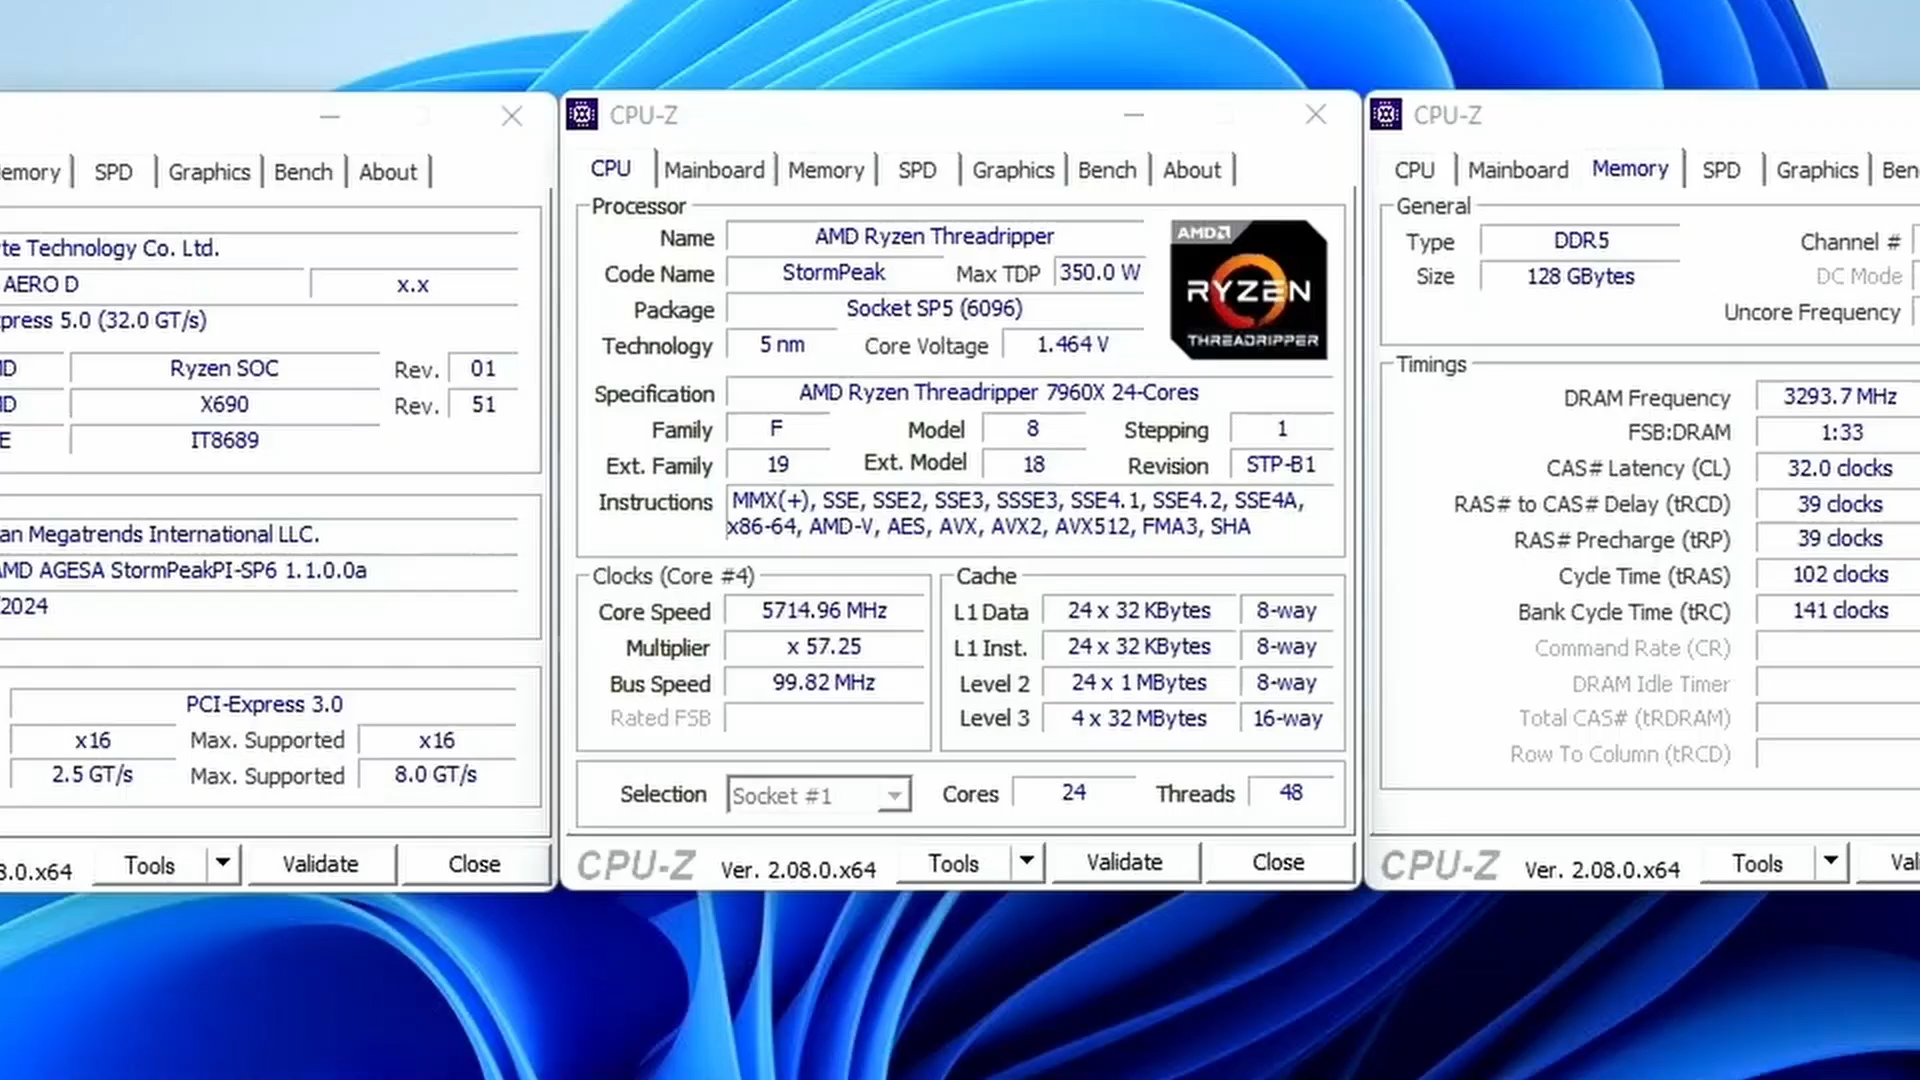 emory SPD Graphics Bench About
te Technology Co. Ltd.
AERO D x.x
press 5.0 (32.0 GT/s)
D Ryzen SOC Rev. 01
D X690 Rev. 51
E IT8689
an Megatrends International LLC.
MD AGESA StormPeakPI-SP6 1.1.0.0a
/2024
PCI-Express 3.0
x16 Max. Supported x16
2.5 GT/s Max. Supported 8.0 GT/s
8.0.x64 Tools Validate Close
CPU-Z
CPU Mainboard Memory SPD Graphics Bench About
Processor
Name AMD Ryzen Threadripper
Code Name StormPeak Max TDP 350.0 W
Package Socket SP5 (6096)
Technology 5 nm Core Voltage 1.464 V
AMD
RYZEN
THREADRIPPER
Specification AMD Ryzen Threadripper 7960X 24-Cores
Family F Model 8 Stepping 1
Ext. Family 19 Ext. Model 18 Revision STP-B1
Instructions MMX(+), SSE, SSE2, SSE3, SSSE3, SSE4.1, SSE4.2, SSE4A,
x86-64, AMD-V, AES, AVX, AVX2, AVX512, FMA3, SHA
Clocks (Core #4)
Core Speed 5714.96 MHz
Multiplier x 57.25
Bus Speed 99.82 MHz
Rated FSB
Cache
L1 Data 24 x 32 KBytes 8-way
L1 Inst. 24 x 32 KBytes 8-way
Level 2 24 x 1 MBytes 8-way
Level 3 4 x 32 MBytes 16-way
Selection Socket #1 Cores 24 Threads 48
CPU-Z Ver. 2.08.0.x64 Tools Validate Close
CPU-Z
CPU Mainboard Memory SPD Graphics Ben
General
Type DDR5 Channel #
Size 128 GBytes DC Mode
Uncore Frequency
Timings
DRAM Frequency 3293.7 MHz
FSB:DRAM 1:33
CAS# Latency (CL) 32.0 clocks
RAS# to CAS# Delay (tRCD) 39 clocks
RAS# Precharge (tRP) 39 clocks
Cycle Time (tRAS) 102 clocks
Bank Cycle Time (tRC) 141 clocks
Command Rate (CR)
DRAM Idle Timer
Total CAS# (tRDRAM)
Row To Column (tRCD)
CPU-Z Ver. 2.08.0.x64 Tools Val